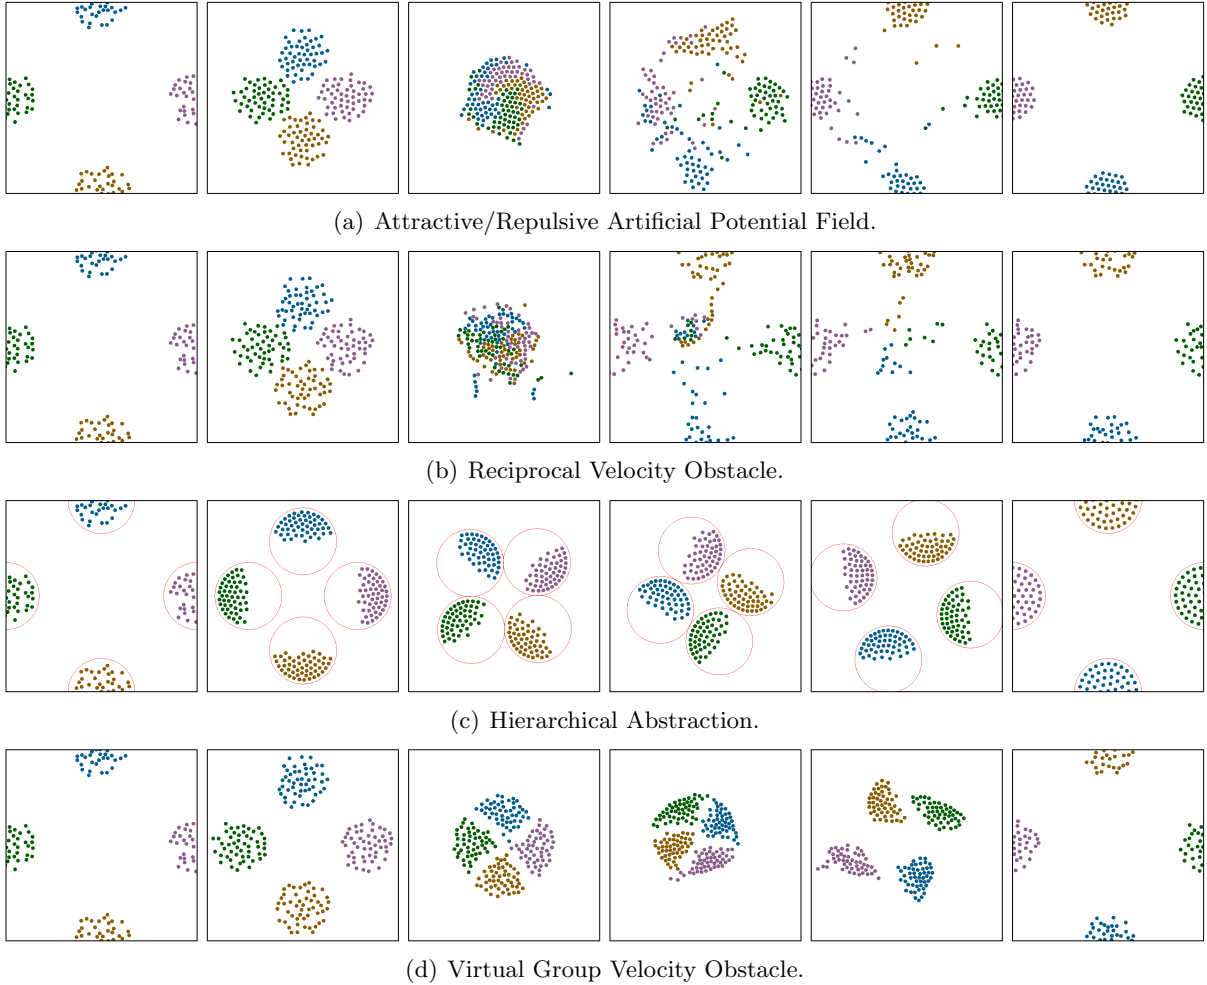 (a) Attractive/Repulsive Artificial Potential Field.
(b) Reciprocal Velocity Obstacle.
(c) Hierarchical Abstraction.
(d) Virtual Group Velocity Obstacle.